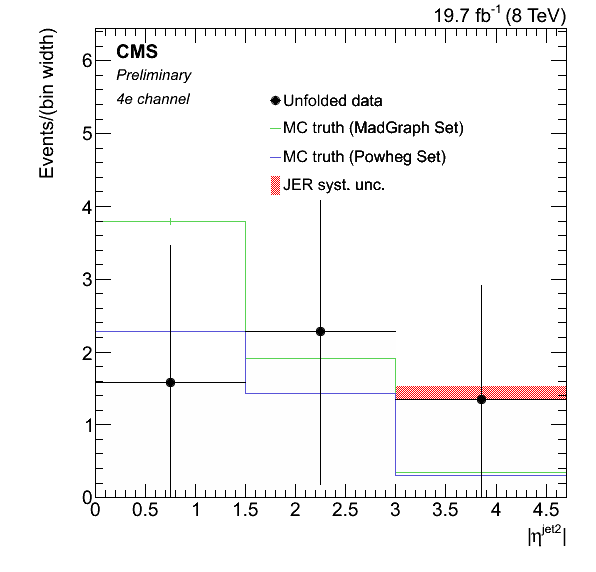 19.7 fb⁻¹ (8 TeV)
CMS
Preliminary
4e channel
Unfolded data
MC truth (MadGraph Set)
MC truth (Powheg Set)
JER syst. unc.
Events/(bin width)
6
5
4
3
2
1
0
0 0.5 1 1.5 2 2.5 3 3.5 4 4.5
|η^jet2|